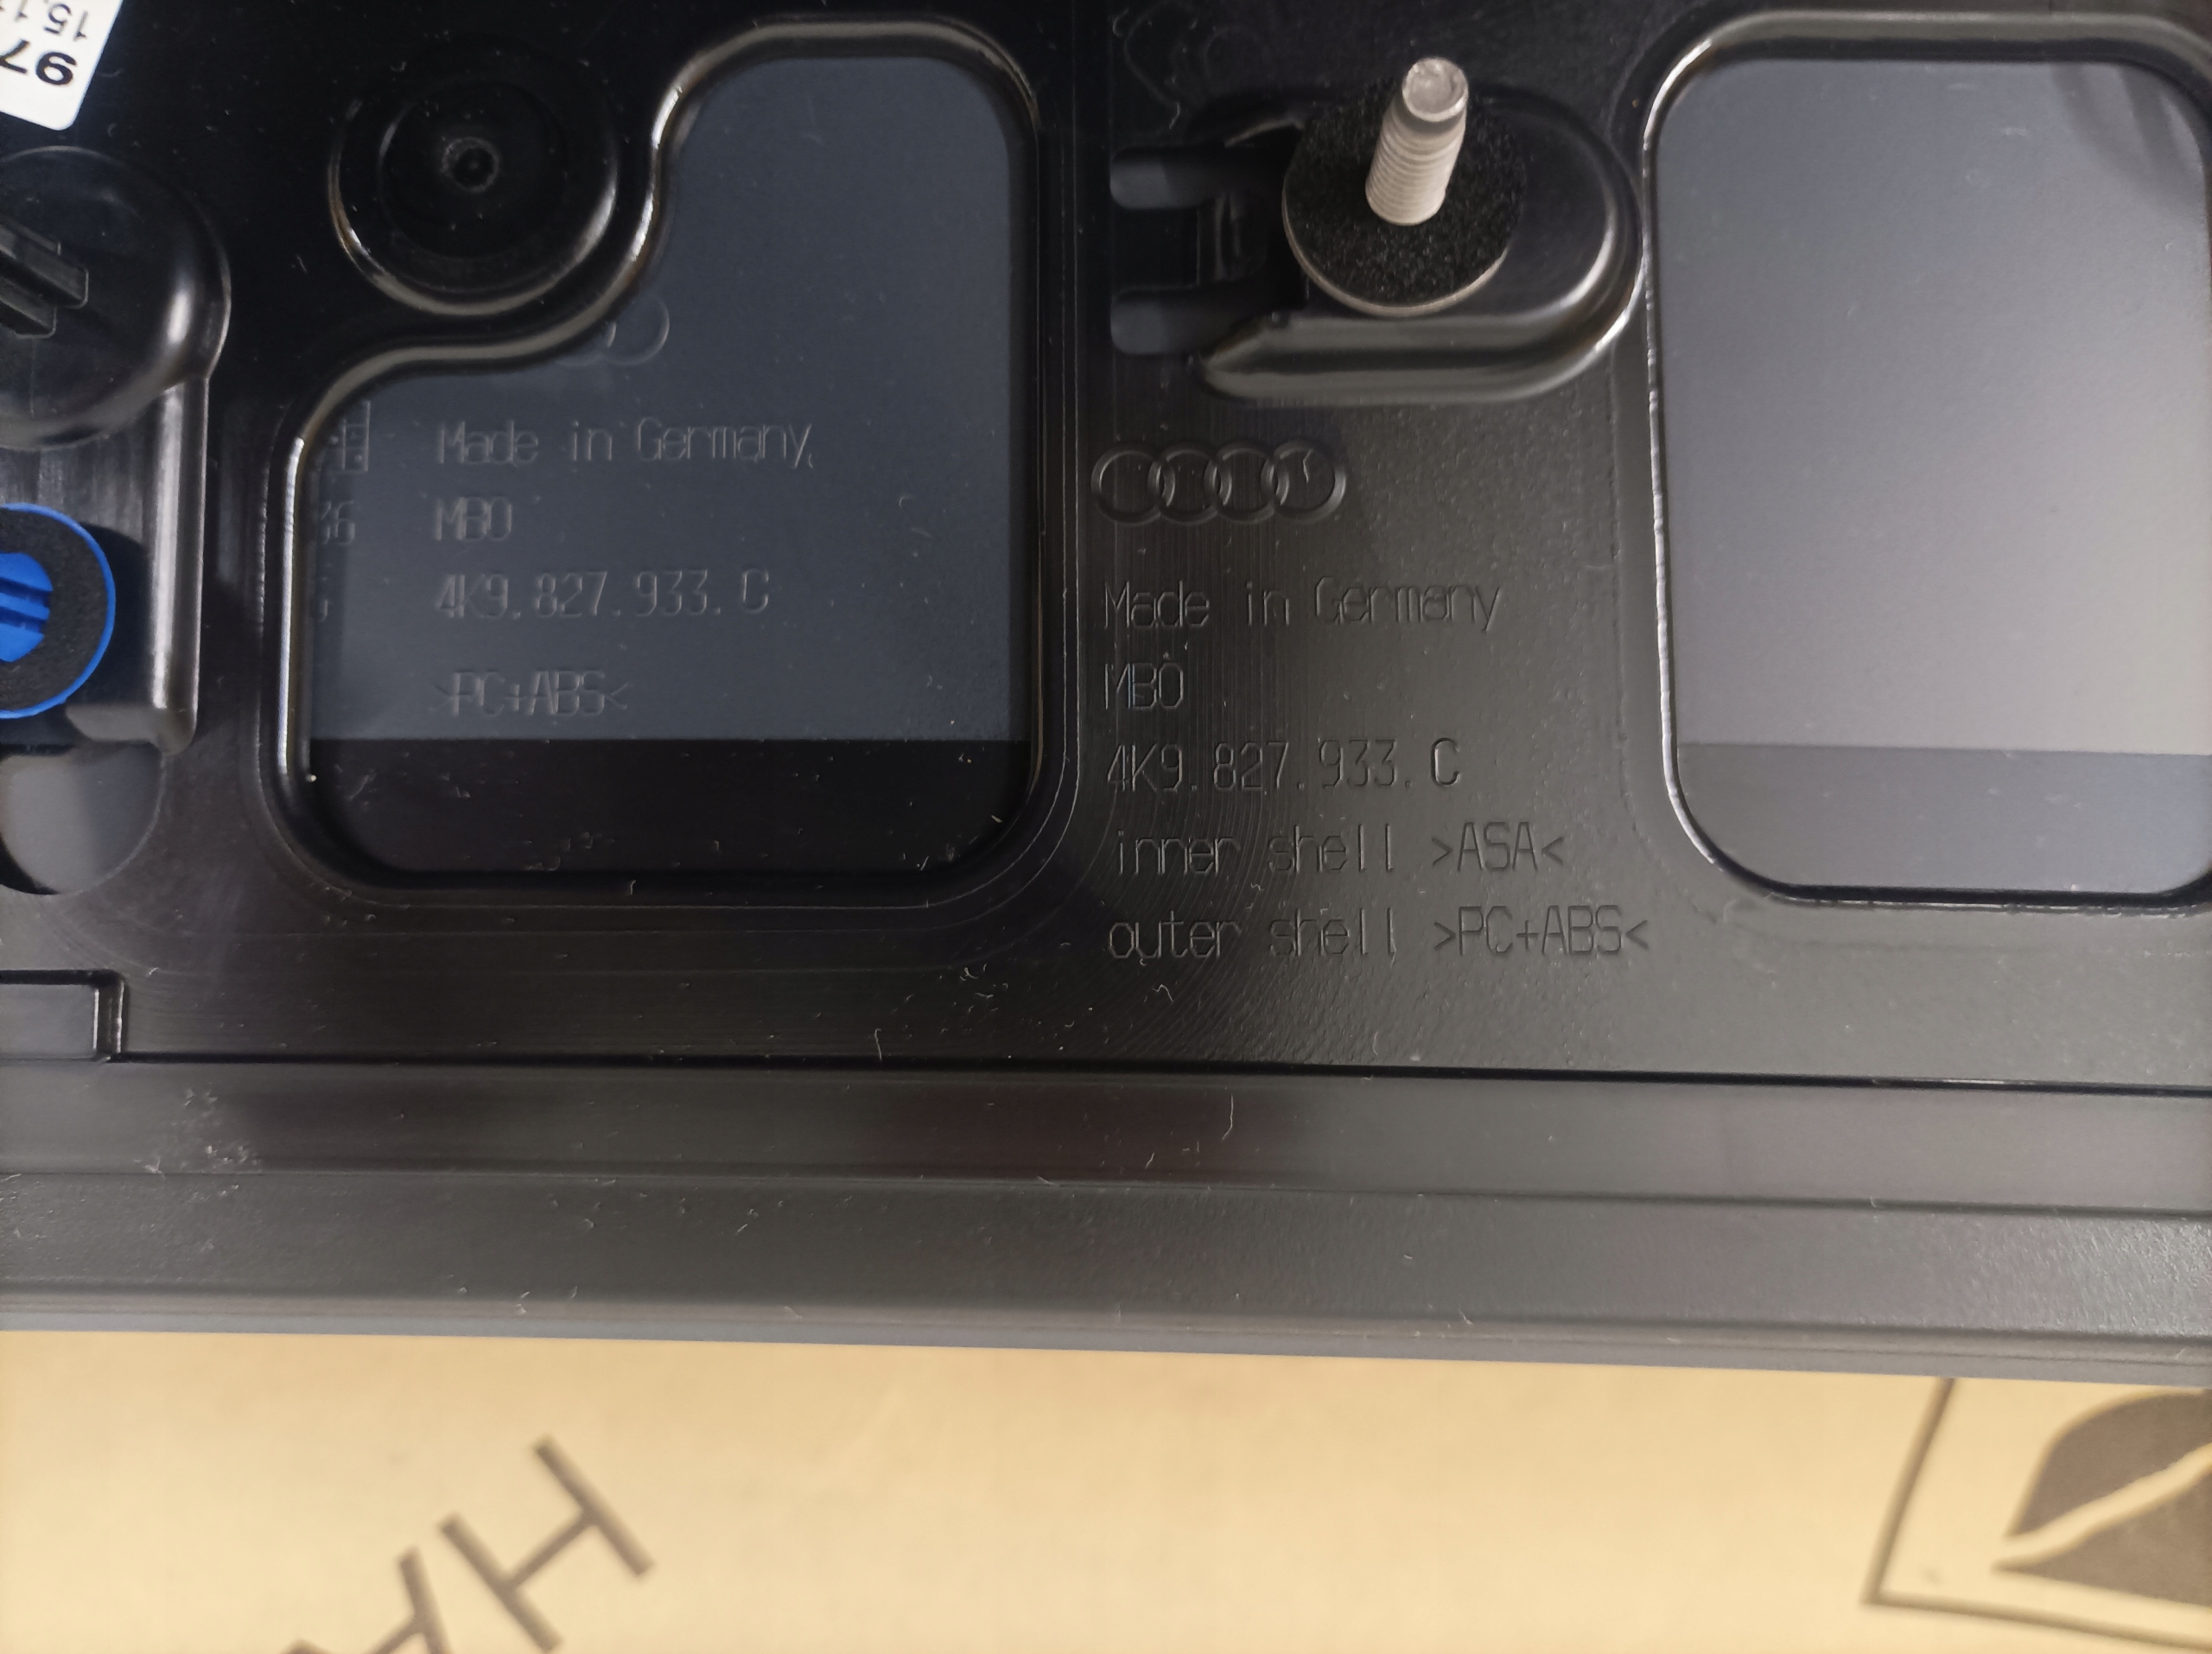 97
Made in Germany
MBO
4K9.827.933.C
>PC+ABS<
Made in Germany
MBO
4K9.827.933.C
inner shell >ASA<
outer shell >PC+ABS<